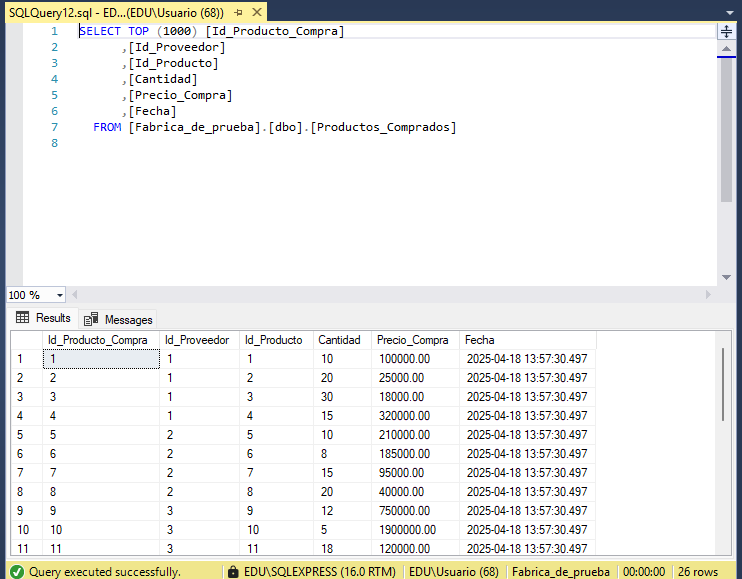 SQLQuery12.sql - ED...(EDU\Usuario (68))
1 SELECT TOP (1000) [Id_Producto_Compra]
2 ,[Id_Proveedor]
3 ,[Id_Producto]
4 ,[Cantidad]
5 ,[Precio_Compra]
6 ,[Fecha]
7 FROM [Fabrica_de_prueba].[dbo].[Productos_Comprados]
8
100 %
Results Messages
Id_Producto_Compra Id_Proveedor Id_Producto Cantidad Precio_Compra Fecha
1 1 1 1 10 100000.00 2025-04-18 13:57:30.497
2 2 1 2 20 25000.00 2025-04-18 13:57:30.497
3 3 1 3 30 18000.00 2025-04-18 13:57:30.497
4 4 1 4 15 320000.00 2025-04-18 13:57:30.497
5 5 2 5 10 210000.00 2025-04-18 13:57:30.497
6 6 2 6 8 185000.00 2025-04-18 13:57:30.497
7 7 2 7 15 95000.00 2025-04-18 13:57:30.497
8 8 2 8 20 40000.00 2025-04-18 13:57:30.497
9 9 3 9 12 750000.00 2025-04-18 13:57:30.497
10 10 3 10 5 1900000.00 2025-04-18 13:57:30.497
11 11 3 11 18 120000.00 2025-04-18 13:57:30.497
Query executed successfully. EDU\SQLEXPRESS (16.0 RTM) EDU\Usuario (68) Fabrica_de_prueba 00:00:00 26 rows